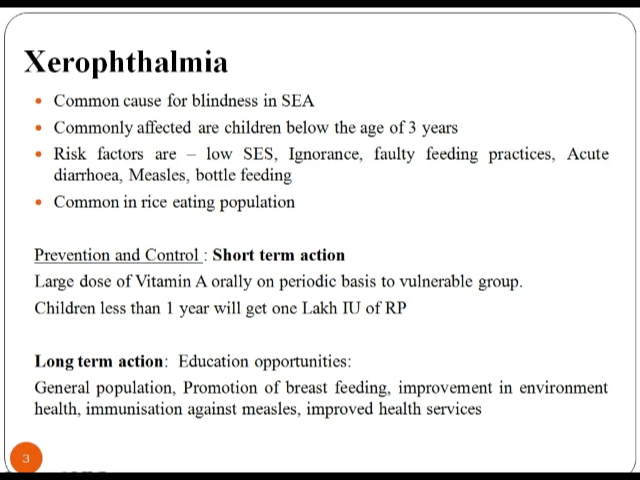 Xerophthalmia
• Common cause for blindness in SEA
• Commonly affected are children below the age of 3 years
• Risk factors are – low SES, Ignorance, faulty feeding practices, Acute
diarrhoea, Measles, bottle feeding
• Common in rice eating population
Prevention and Control : Short term action
Large dose of Vitamin A orally on periodic basis to vulnerable group.
Children less than 1 year will get one Lakh IU of RP
Long term action: Education opportunities:
General population, Promotion of breast feeding, improvement in environment
health, immunisation against measles, improved health services
3